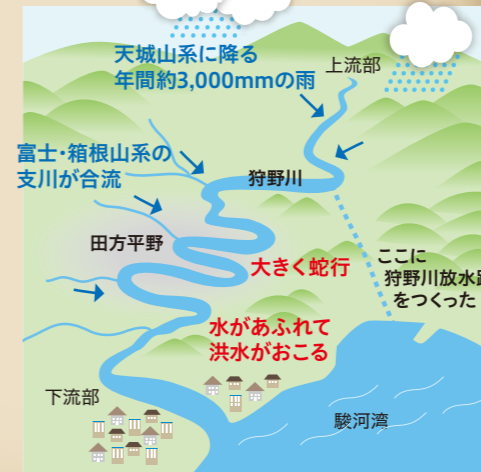 天城山系に降る
年間約3,000mmの雨
上流部
富士・箱根山系の
支川が合流
狩野川
田方平野
大きく蛇行
ここに
狩野川放水路
をつくった
水があふれて
洪水がおこる
下流部
駿河湾